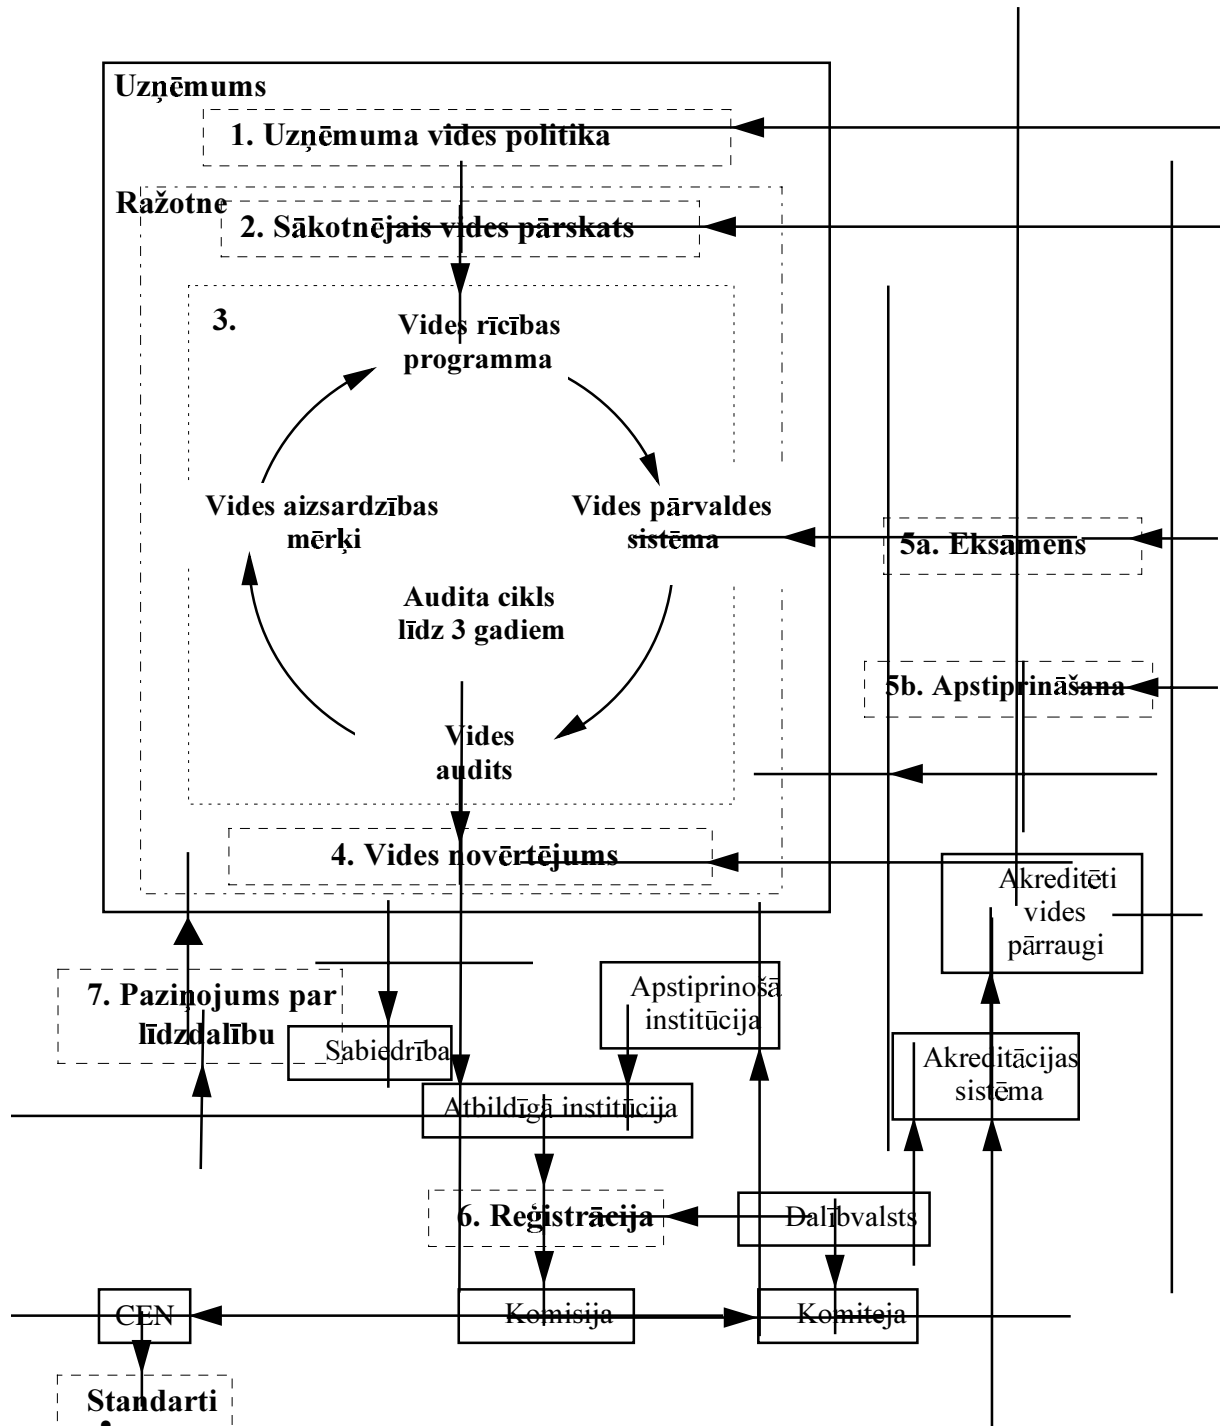 Uzņēmums
1. Uzņēmuma vides politika
Ražotne
2. Sākotnējais vides pārskats
3.
Vides rīcības
programma
Vides aizsardzības
mērķi
Vides pārvaldes
sistēma
5a. Eksāmens
Audita cikls
līdz 3 gadiem
5b. Apstiprināšana
Vides
audits
4. Vides novērtējums
Akreditēti
vides
pārraugi
7. Paziņojums par
līdzdalību
Apstiprinošā
institūcija
Sabiedrība
Akreditācijas
sistēma
Atbildīgā institūcija
6. Reģistrācija
Dalībvalsts
CEN
Komisija
Komiteja
Standarti